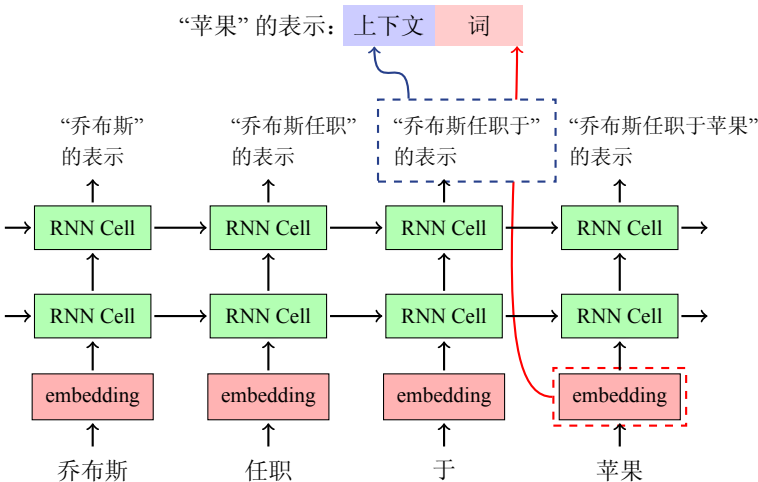 “苹果” 的表示： 上下文 词
“乔布斯” “乔布斯任职” “乔布斯任职于” “乔布斯任职于苹果”
的表示 的表示 的表示 的表示
RNN Cell RNN Cell RNN Cell RNN Cell
RNN Cell RNN Cell RNN Cell RNN Cell
embedding embedding embedding embedding
乔布斯 任职 于 苹果